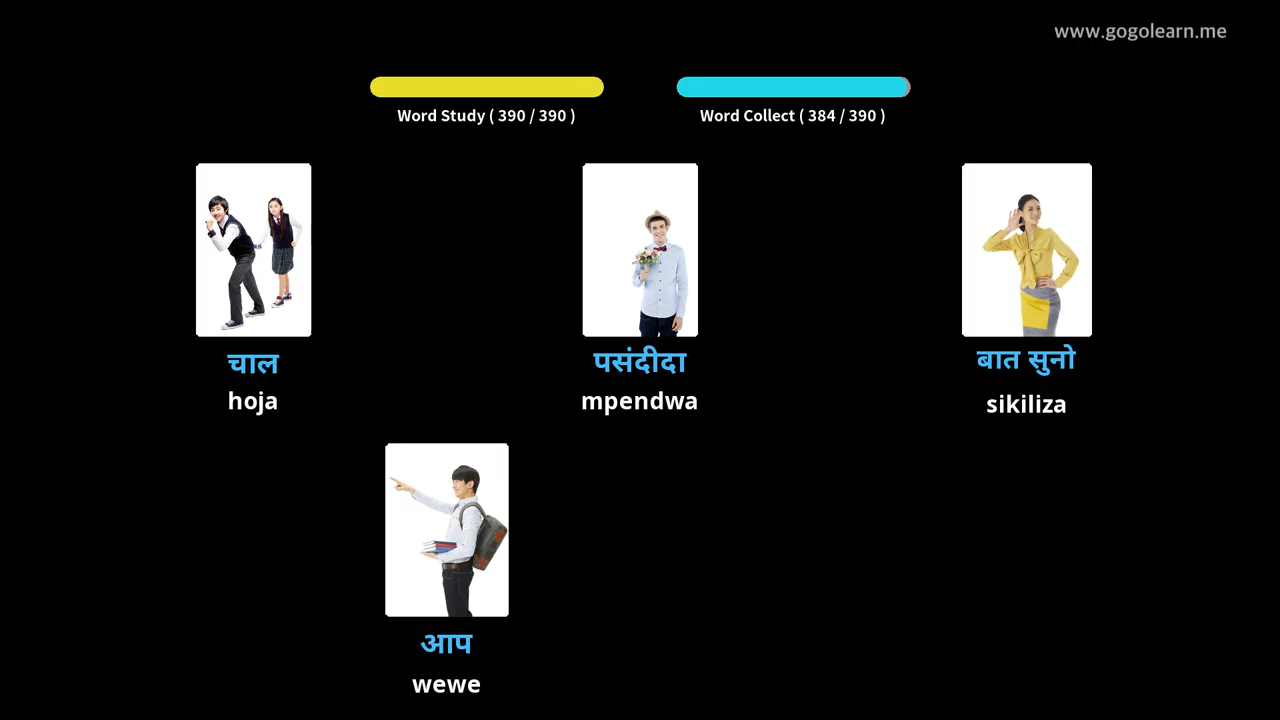 www.gogolearn.me
Word Study ( 390 / 390 )
Word Collect ( 384 / 390 )
चाल
hoja
पसंदीदा
mpendwa
बात सुनो
sikiliza
आप
wewe